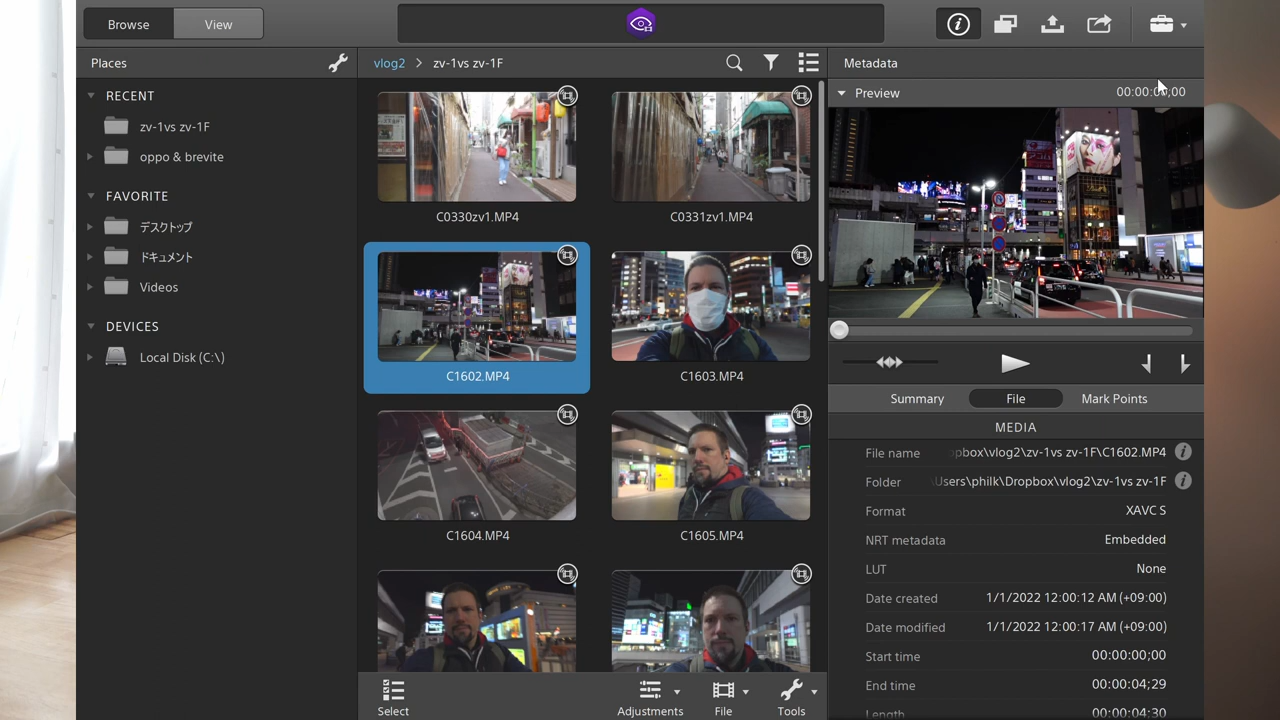 Browse
View
Places
RECENT
zv-1vs zv-1F
oppo & brevite
FAVORITE
デスクトップ
ドキュメント
Videos
DEVICES
Local Disk (C:\)
vlog2 > zv-1vs zv-1F
C0330zv1.MP4
C0331zv1.MP4
C1602.MP4
C1603.MP4
C1604.MP4
C1605.MP4
Select
Adjustments
File
Tools
Metadata
Preview
Summary
File
Mark Points
MEDIA
File name pbox\vlog2\zv-1vs zv-1F\C1602.MP4
Folder \Users\philk\Dropbox\vlog2\zv-1vs zv-1F
Format XAVC S
NRT metadata Embedded
LUT None
Date created 1/1/2022 12:00:12 AM (+09:00)
Date modified 1/1/2022 12:00:17 AM (+09:00)
Start time 00:00:00;00
End time 00:00:04;29
Length 00:00:04:30